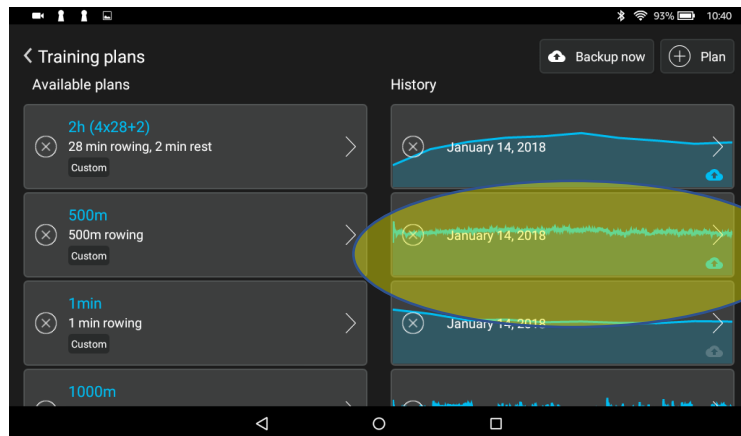 93% 10:40
Training plans
Backup now
Plan
Available plans
History
2h (4x28+2)
28 min rowing, 2 min rest
Custom
January 14, 2018
500m
500m rowing
Custom
January 14, 2018
1min
1 min rowing
Custom
January 14, 2018
1000m